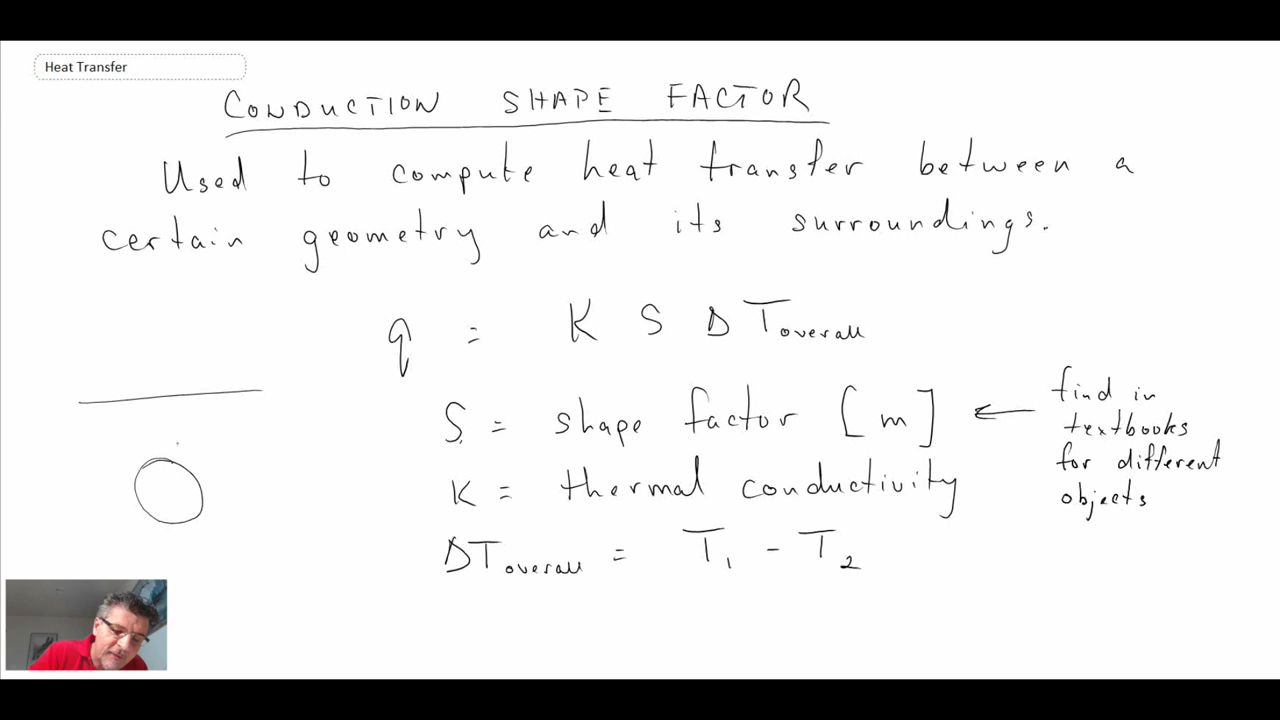 Heat Transfer
CONDUCTION SHAPE FACTOR
Used to compute heat transfer between a
certain geometry and its surroundings.
q = K S ΔToverall
S = shape factor [m] ←
find in
textbooks
for different
objects
K = thermal conductivity
ΔToverall = T1 - T2